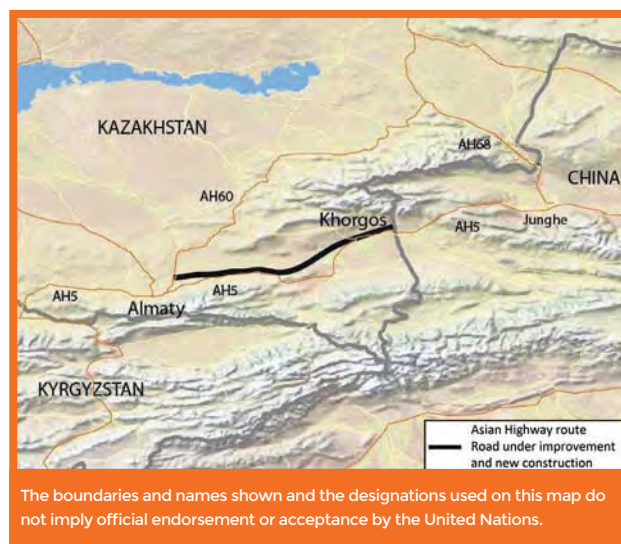 KAZAKHSTAN
AH68
CHINA
AH60
Khorgos
Junghe
AH5
AH5
AH5
Almaty
KYRGYZSTAN
Asian Highway route
Road under improvement
and new construction
The boundaries and names shown and the designations used on this map do
not imply official endorsement or acceptance by the United Nations.